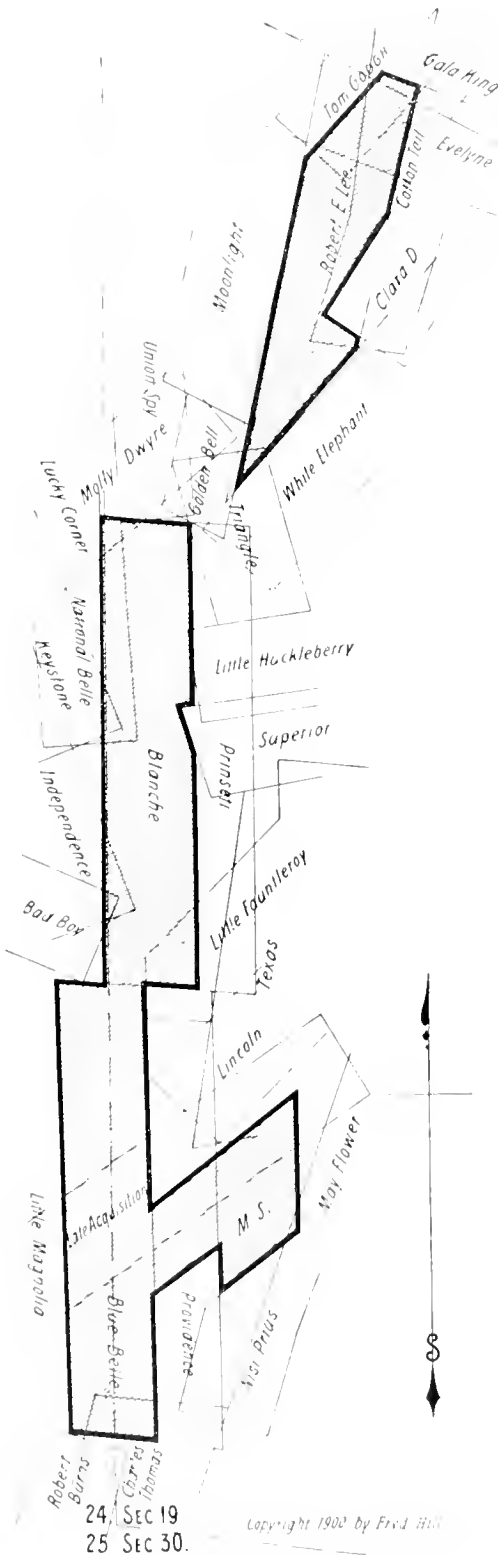 Gala King
Tom Gough
Evelyne
Cotton Tail
Robert E Lee
Moonlight
Clara D
Union Spy
Molly Dwyre
Golden Bell
White Elephant
Triangle
Lucky Corner
National Belle
Keystone
Little Huckleberry
Superior
Prinsell
Blanche
Independence
Little Fauntleroy
Bad Boy
Texas
Lincoln
May Flower
Late Acquisition
M S.
Little Magnolia
Blue Belle
Providence
Nisi Prius
S
Robert
Burns
Charles
Thomas
24, SEC 19
25 SEC 30.
Copyright 1900 by Fred